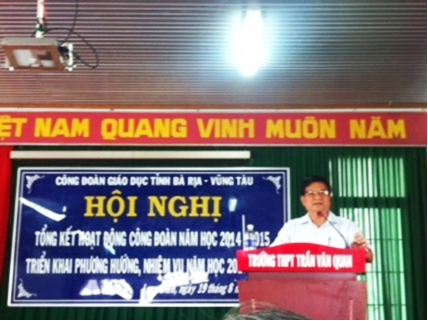 ỆT NAM QUANG VINH MUÔN NĂM
CÔNG ĐOÀN GIÁO DỤC TỈNH BÀ RỊA - VŨNG TÀU
HỘI NGHỊ
TỔNG KẾT HOẠT ĐỘNG CÔNG ĐOÀN NĂM HỌC 2014 2015
TRIỂN KHAI PHƯƠNG HƯỚNG, NHIỆM VỤ NĂM HỌC 20
ngày 19
TRƯỜNG THPT TRẦN VĂN QUAN